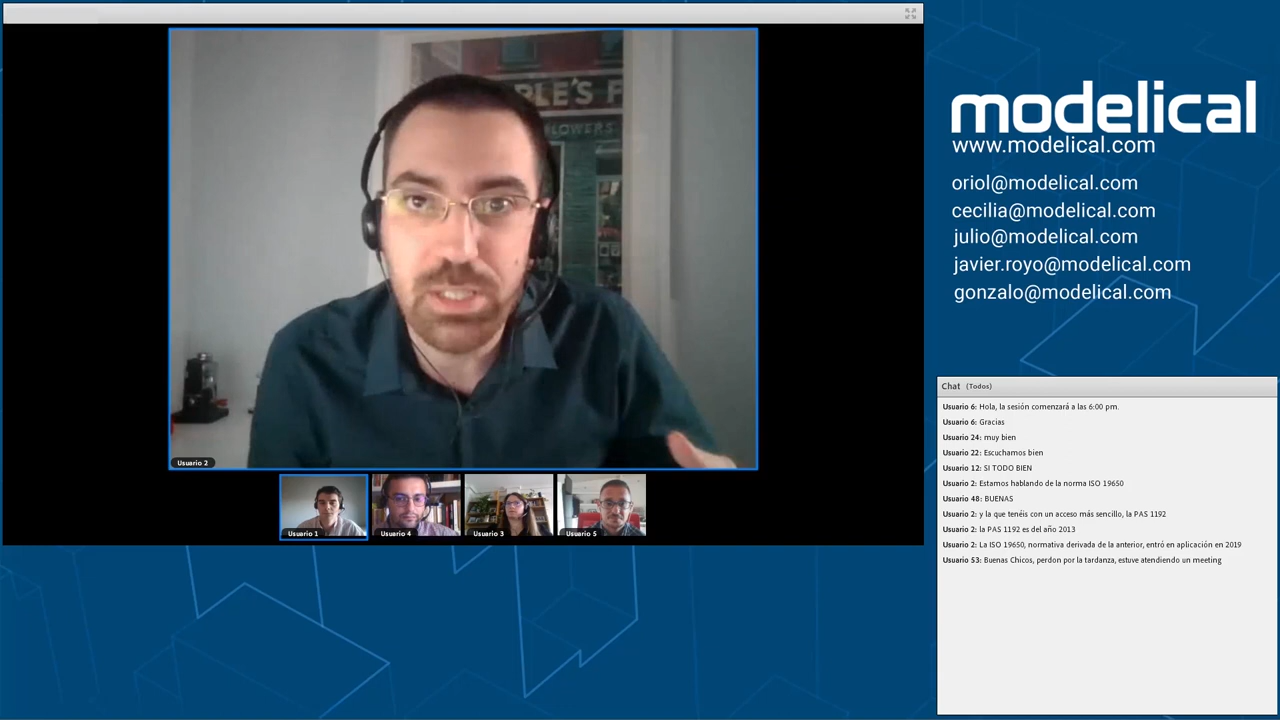 PLE'S F
LOWERS
Usuario 2
Usuario 1
Usuario 4
Usuario 3
Usuario 5
modelical
www.modelical.com
oriol@modelical.com
cecilia@modelical.com
julio@modelical.com
javier.royo@modelical.com
gonzalo@modelical.com
Chat (Todos)
Usuario 6: Hola, la sesión comenzará a las 6:00 pm.
Usuario 6: Gracias
Usuario 24: muy bien
Usuario 22: Escuchamos bien
Usuario 12: SI TODO BIEN
Usuario 2: Estamos hablando de la norma ISO 19650
Usuario 48: BUENAS
Usuario 2: y la que tenéis con un acceso más sencillo, la PAS 1192
Usuario 2: la PAS 1192 es del año 2013
Usuario 2: La ISO 19650, normativa derivada de la anterior, entró en aplicación en 2019
Usuario 53: Buenas Chicos, perdon por la tardanza, estuve atendiendo un meeting